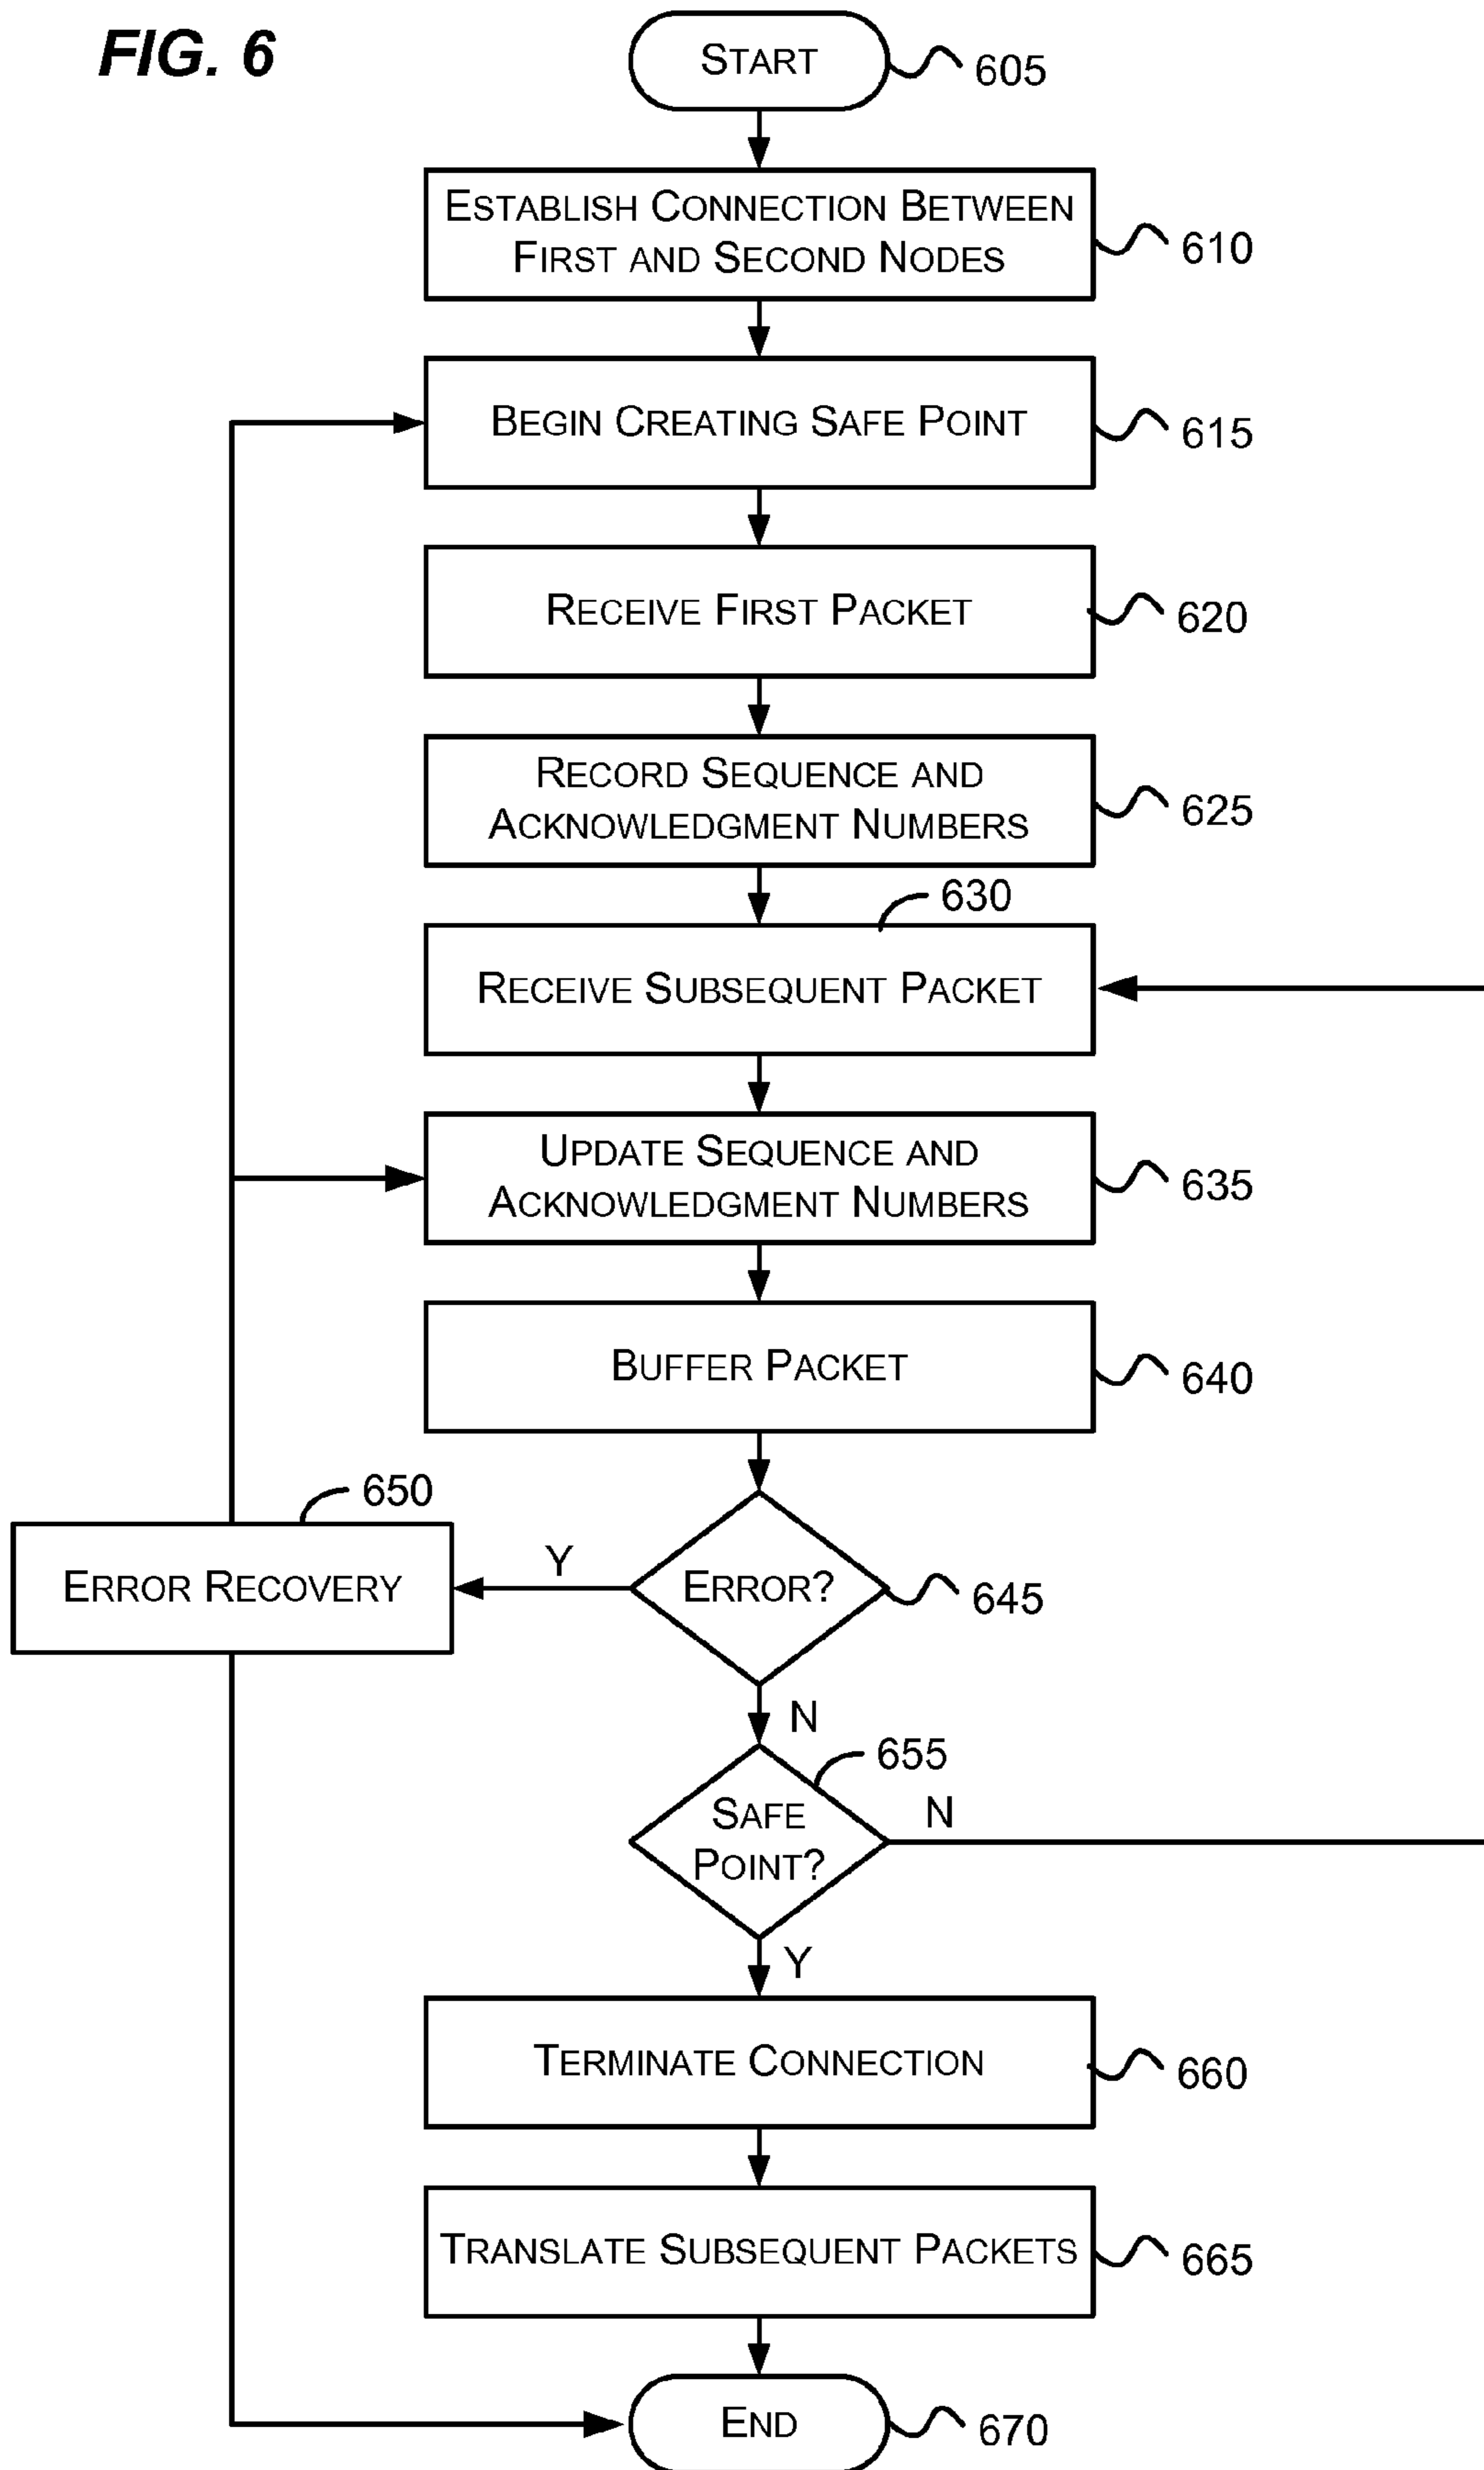 FIG. 6
START
605
ESTABLISH CONNECTION BETWEEN
FIRST AND SECOND NODES
610
BEGIN CREATING SAFE POINT
615
RECEIVE FIRST PACKET
620
RECORD SEQUENCE AND
ACKNOWLEDGMENT NUMBERS
625
630
RECEIVE SUBSEQUENT PACKET
UPDATE SEQUENCE AND
ACKNOWLEDGMENT NUMBERS
635
BUFFER PACKET
640
650
ERROR RECOVERY
Y
ERROR?
645
N
655
SAFE
POINT?
N
Y
TERMINATE CONNECTION
660
TRANSLATE SUBSEQUENT PACKETS
665
END
670